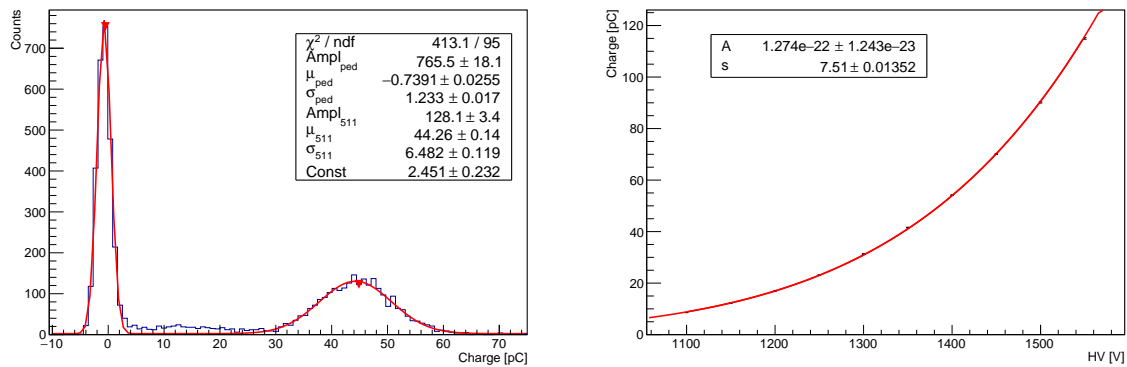 Counts
700
600
500
400
300
200
100
0
−10 0 10 20 30 40 50 60 70
Charge [pC]
χ² / ndf 413.1 / 95
Ampl_ped 765.5 ± 18.1
μ_ped −0.7391 ± 0.0255
σ_ped 1.233 ± 0.017
Ampl_511 128.1 ± 3.4
μ_511 44.26 ± 0.14
σ_511 6.482 ± 0.119
Const 2.451 ± 0.232
Charge [pC]
120
100
80
60
40
20
0
1100 1200 1300 1400 1500
HV [V]
A 1.274e−22 ± 1.243e−23
s 7.51 ± 0.01352